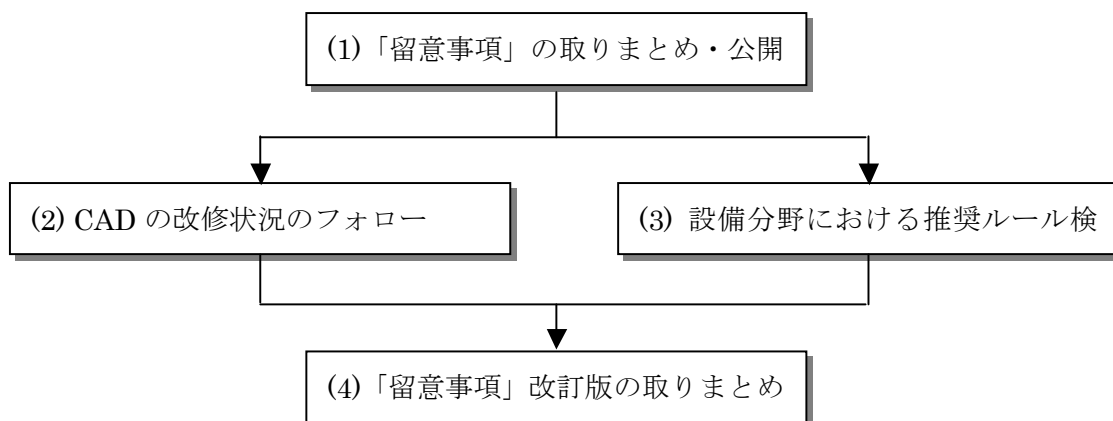 (1)「留意事項」の取りまとめ・公開
(2) CAD の改修状況のフォロー
(3) 設備分野における推奨ルール検
(4)「留意事項」改訂版の取りまとめ